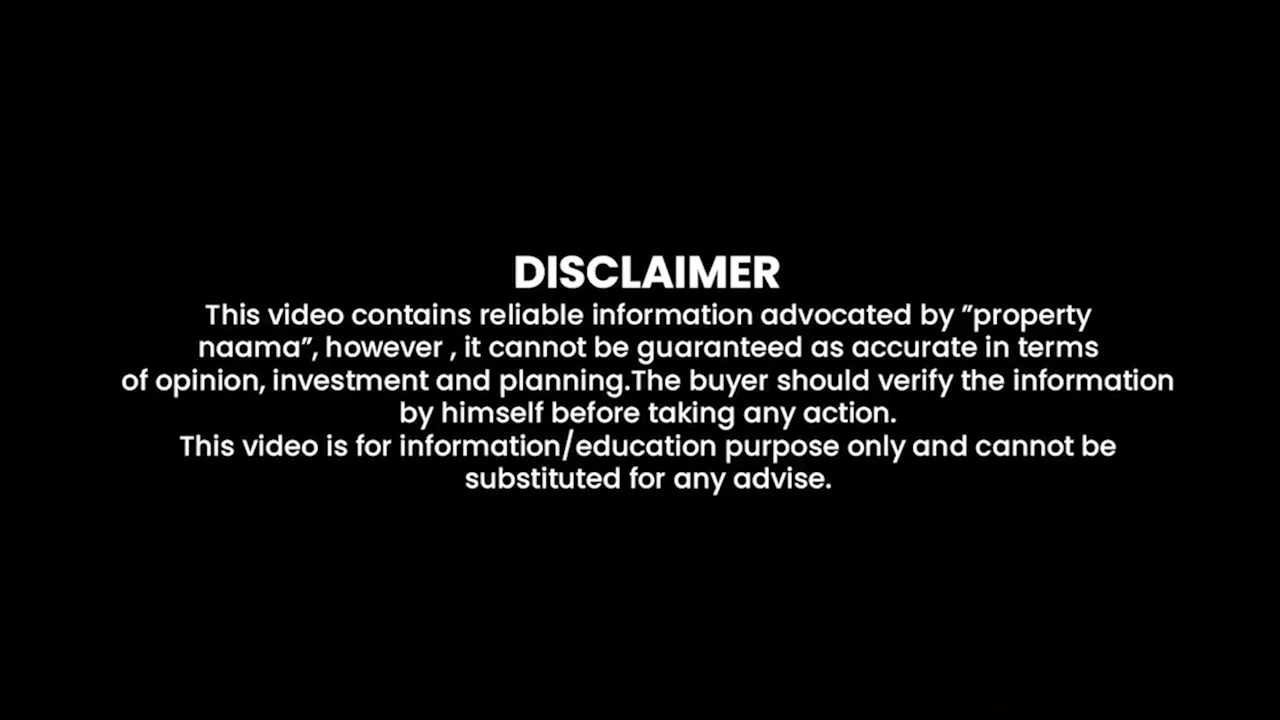 DISCLAIMER
This video contains reliable information advocated by "property
naama", however , it cannot be guaranteed as accurate in terms
of opinion, investment and planning.The buyer should verify the information
by himself before taking any action.
This video is for information/education purpose only and cannot be
substituted for any advise.